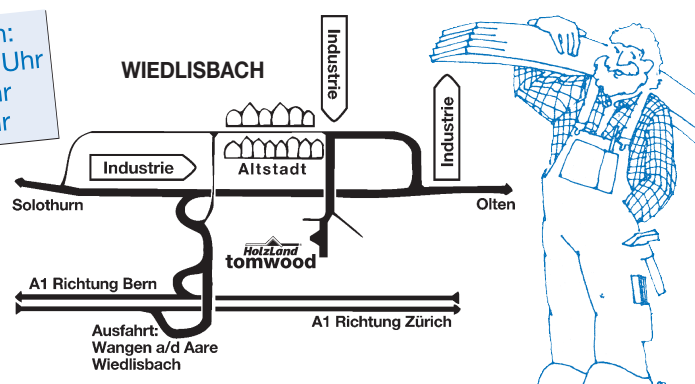 n:
Uhr
r
r
WIEDLISBACH
Industrie
Industrie
Industrie
Altstadt
Solothurn
Olten
HolzLand
tomwood
A1 Richtung Bern
A1 Richtung Zürich
Ausfahrt:
Wangen a/d Aare
Wiedlisbach